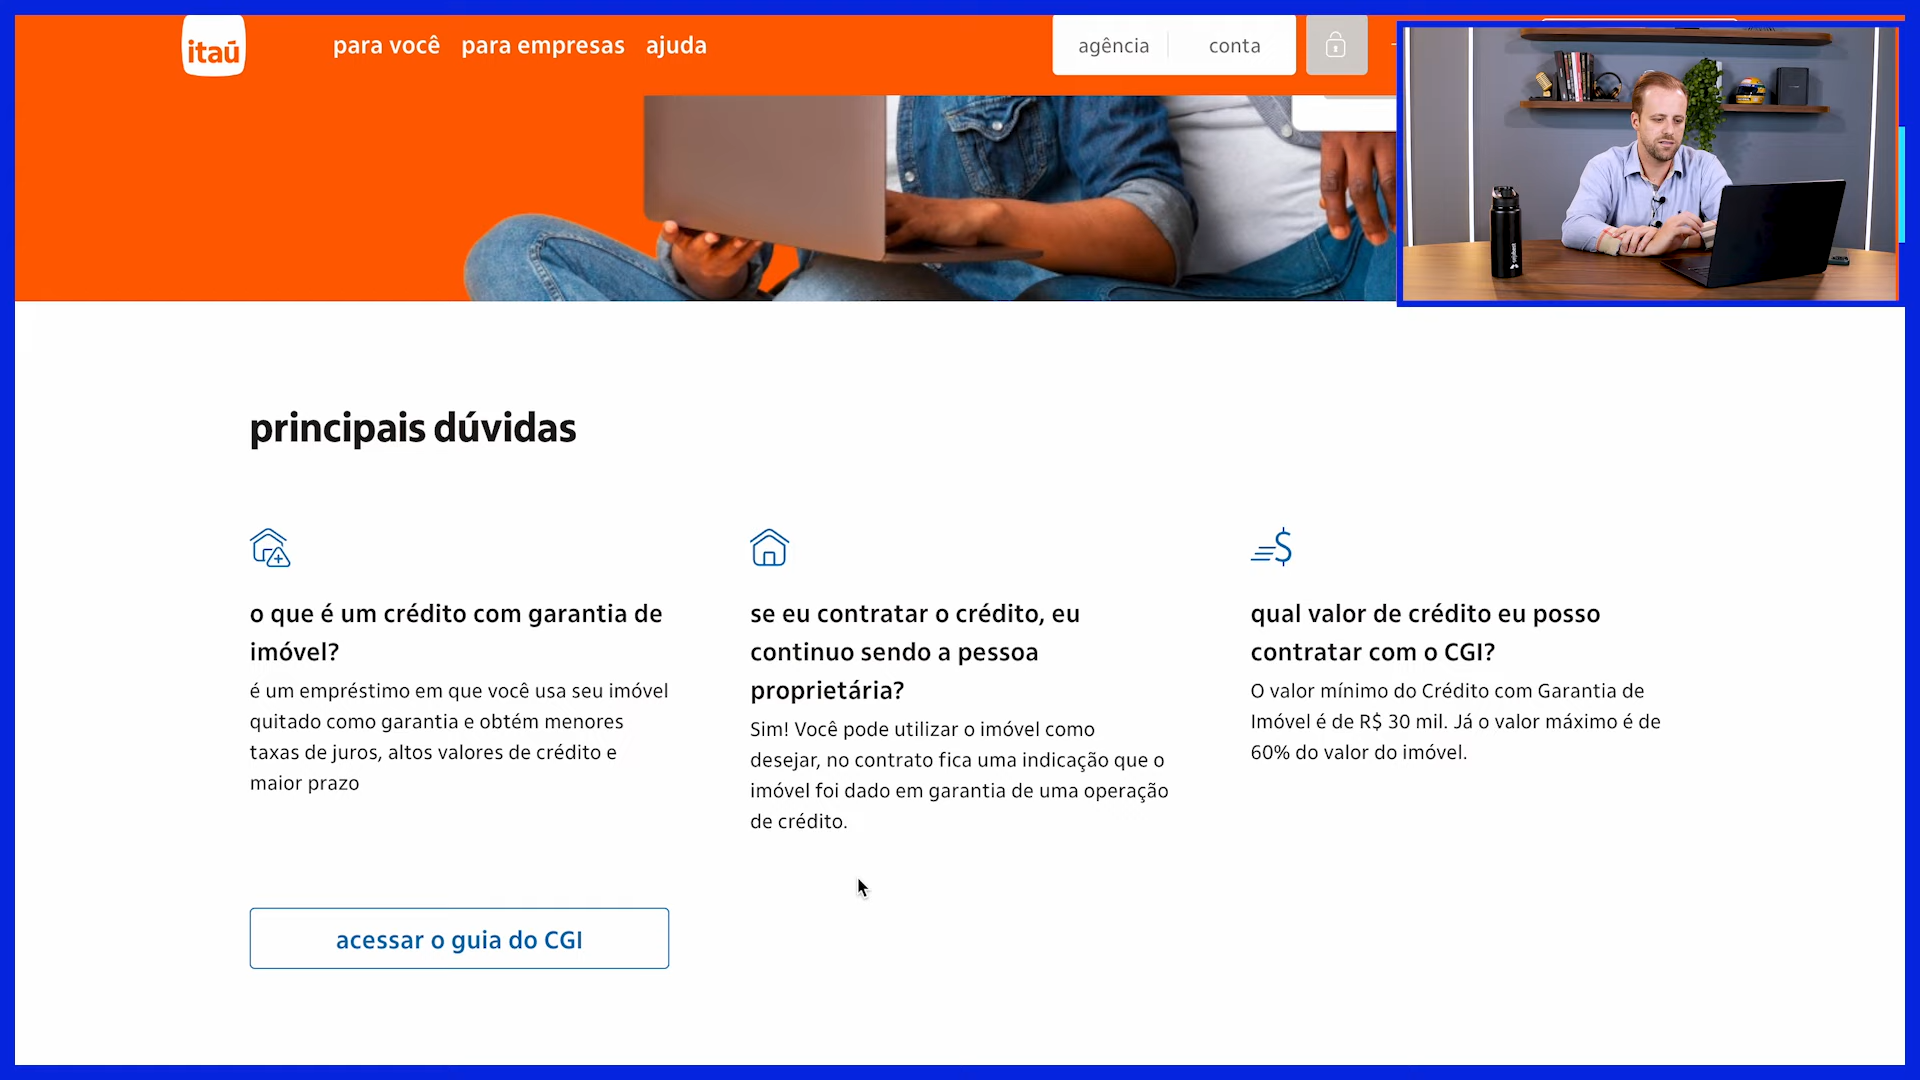 itaú
para você para empresas ajuda
agência conta
principais dúvidas
o que é um crédito com garantia de
imóvel?
é um empréstimo em que você usa seu imóvel
quitado como garantia e obtém menores
taxas de juros, altos valores de crédito e
maior prazo
se eu contratar o crédito, eu
continuo sendo a pessoa
proprietária?
Sim! Você pode utilizar o imóvel como
desejar, no contrato fica uma indicação que o
imóvel foi dado em garantia de uma operação
de crédito.
qual valor de crédito eu posso
contratar com o CGI?
O valor mínimo do Crédito com Garantia de
Imóvel é de R$ 30 mil. Já o valor máximo é de
60% do valor do imóvel.
acessar o guia do CGI